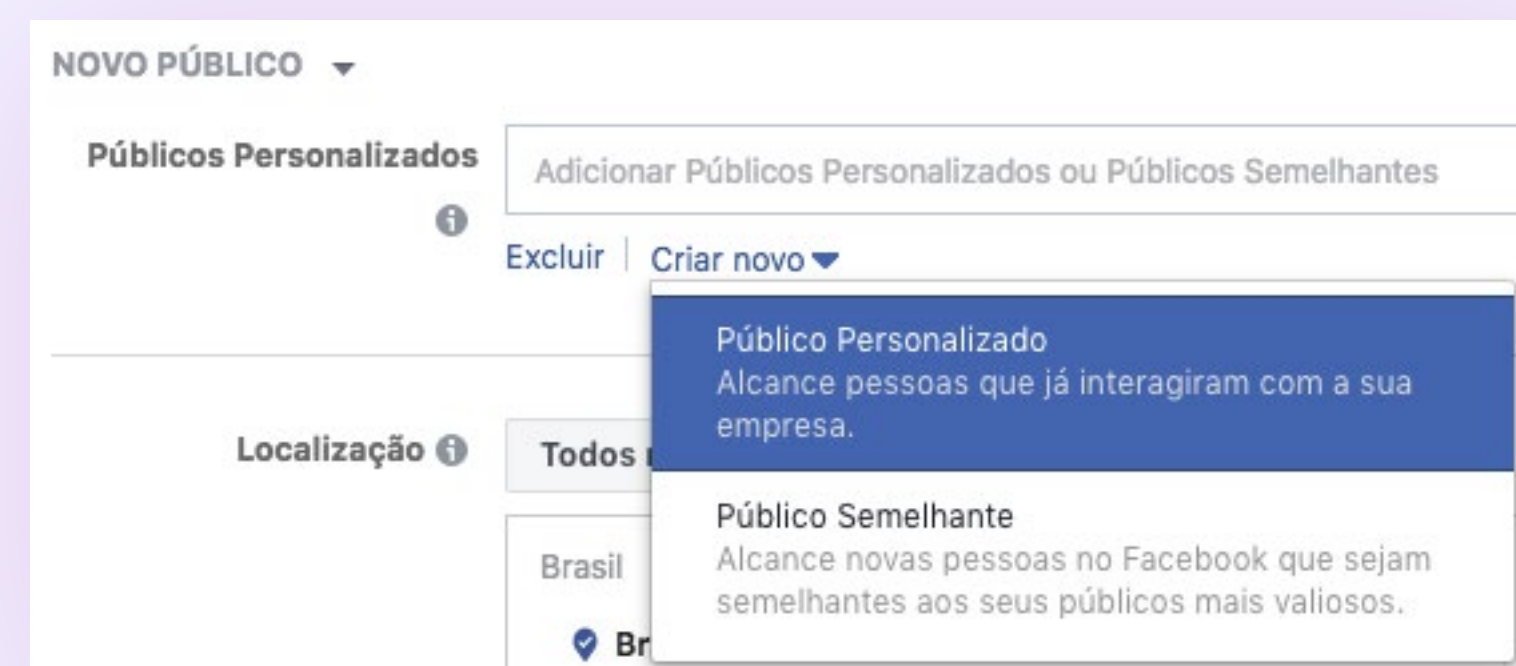 NOVO PÚBLICO
Públicos Personalizados
Adicionar Públicos Personalizados ou Públicos Semelhantes
Excluir | Criar novo
Público Personalizado
Alcance pessoas que já interagiram com a sua
empresa.
Localização
Todos
Público Semelhante
Alcance novas pessoas no Facebook que sejam
semelhantes aos seus públicos mais valiosos.
Brasil